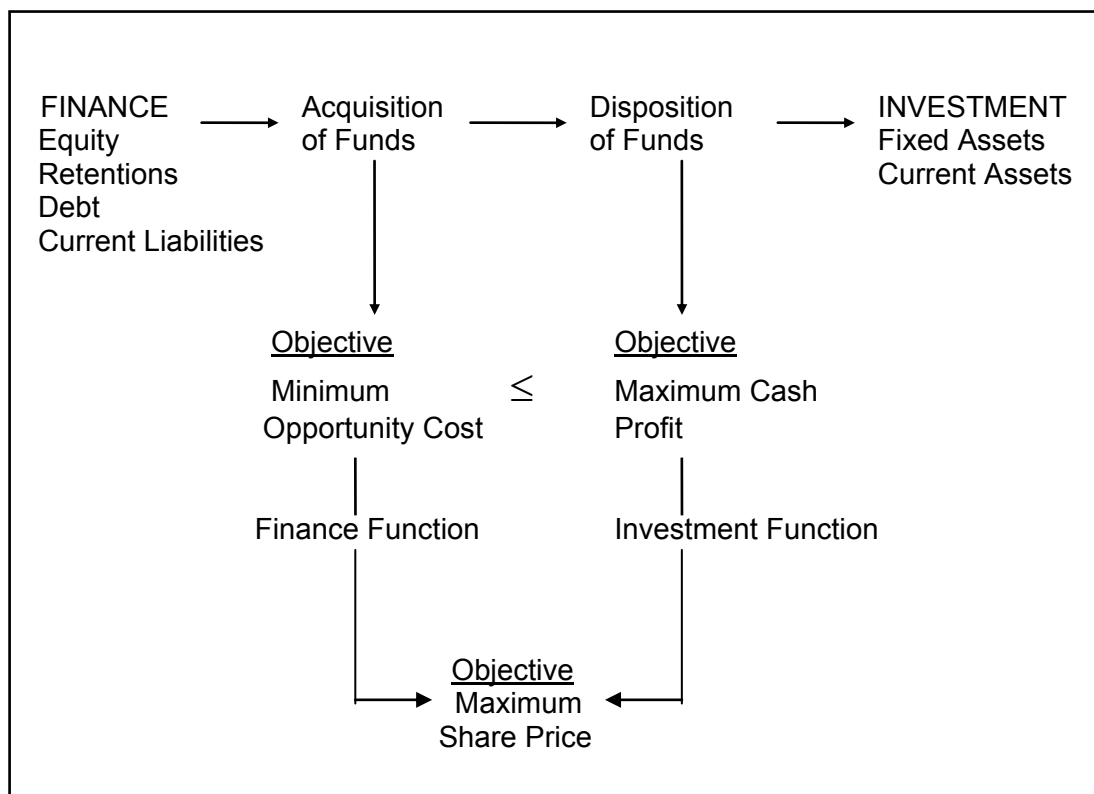 FINANCE
Equity
Retentions
Debt
Current Liabilities
Acquisition
of Funds
Disposition
of Funds
INVESTMENT
Fixed Assets
Current Assets
Objective
Minimum
Opportunity Cost
≤
Objective
Maximum Cash
Profit
Finance Function
Investment Function
Objective
Maximum
Share Price